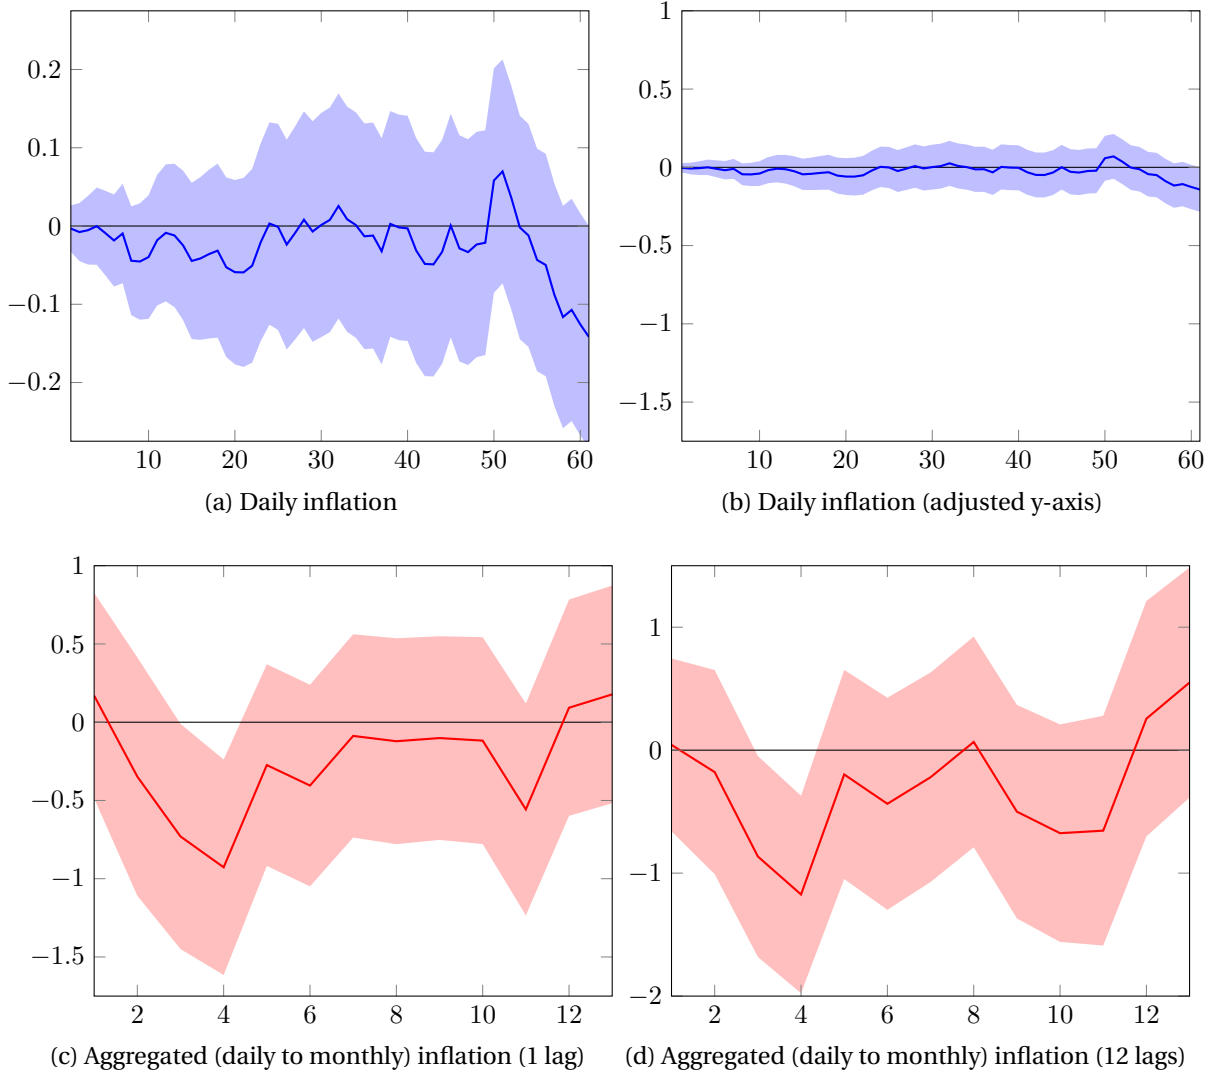 0.2
0.1
0
−0.1
−0.2
10 20 30 40 50 60
(a) Daily inflation
1
0.5
0
−0.5
−1
−1.5
10 20 30 40 50 60
(b) Daily inflation (adjusted y-axis)
1
0.5
0
−0.5
−1
−1.5
2 4 6 8 10 12
(c) Aggregated (daily to monthly) inflation (1 lag)
1
0
−1
−2
2 4 6 8 10 12
(d) Aggregated (daily to monthly) inflation (12 lags)